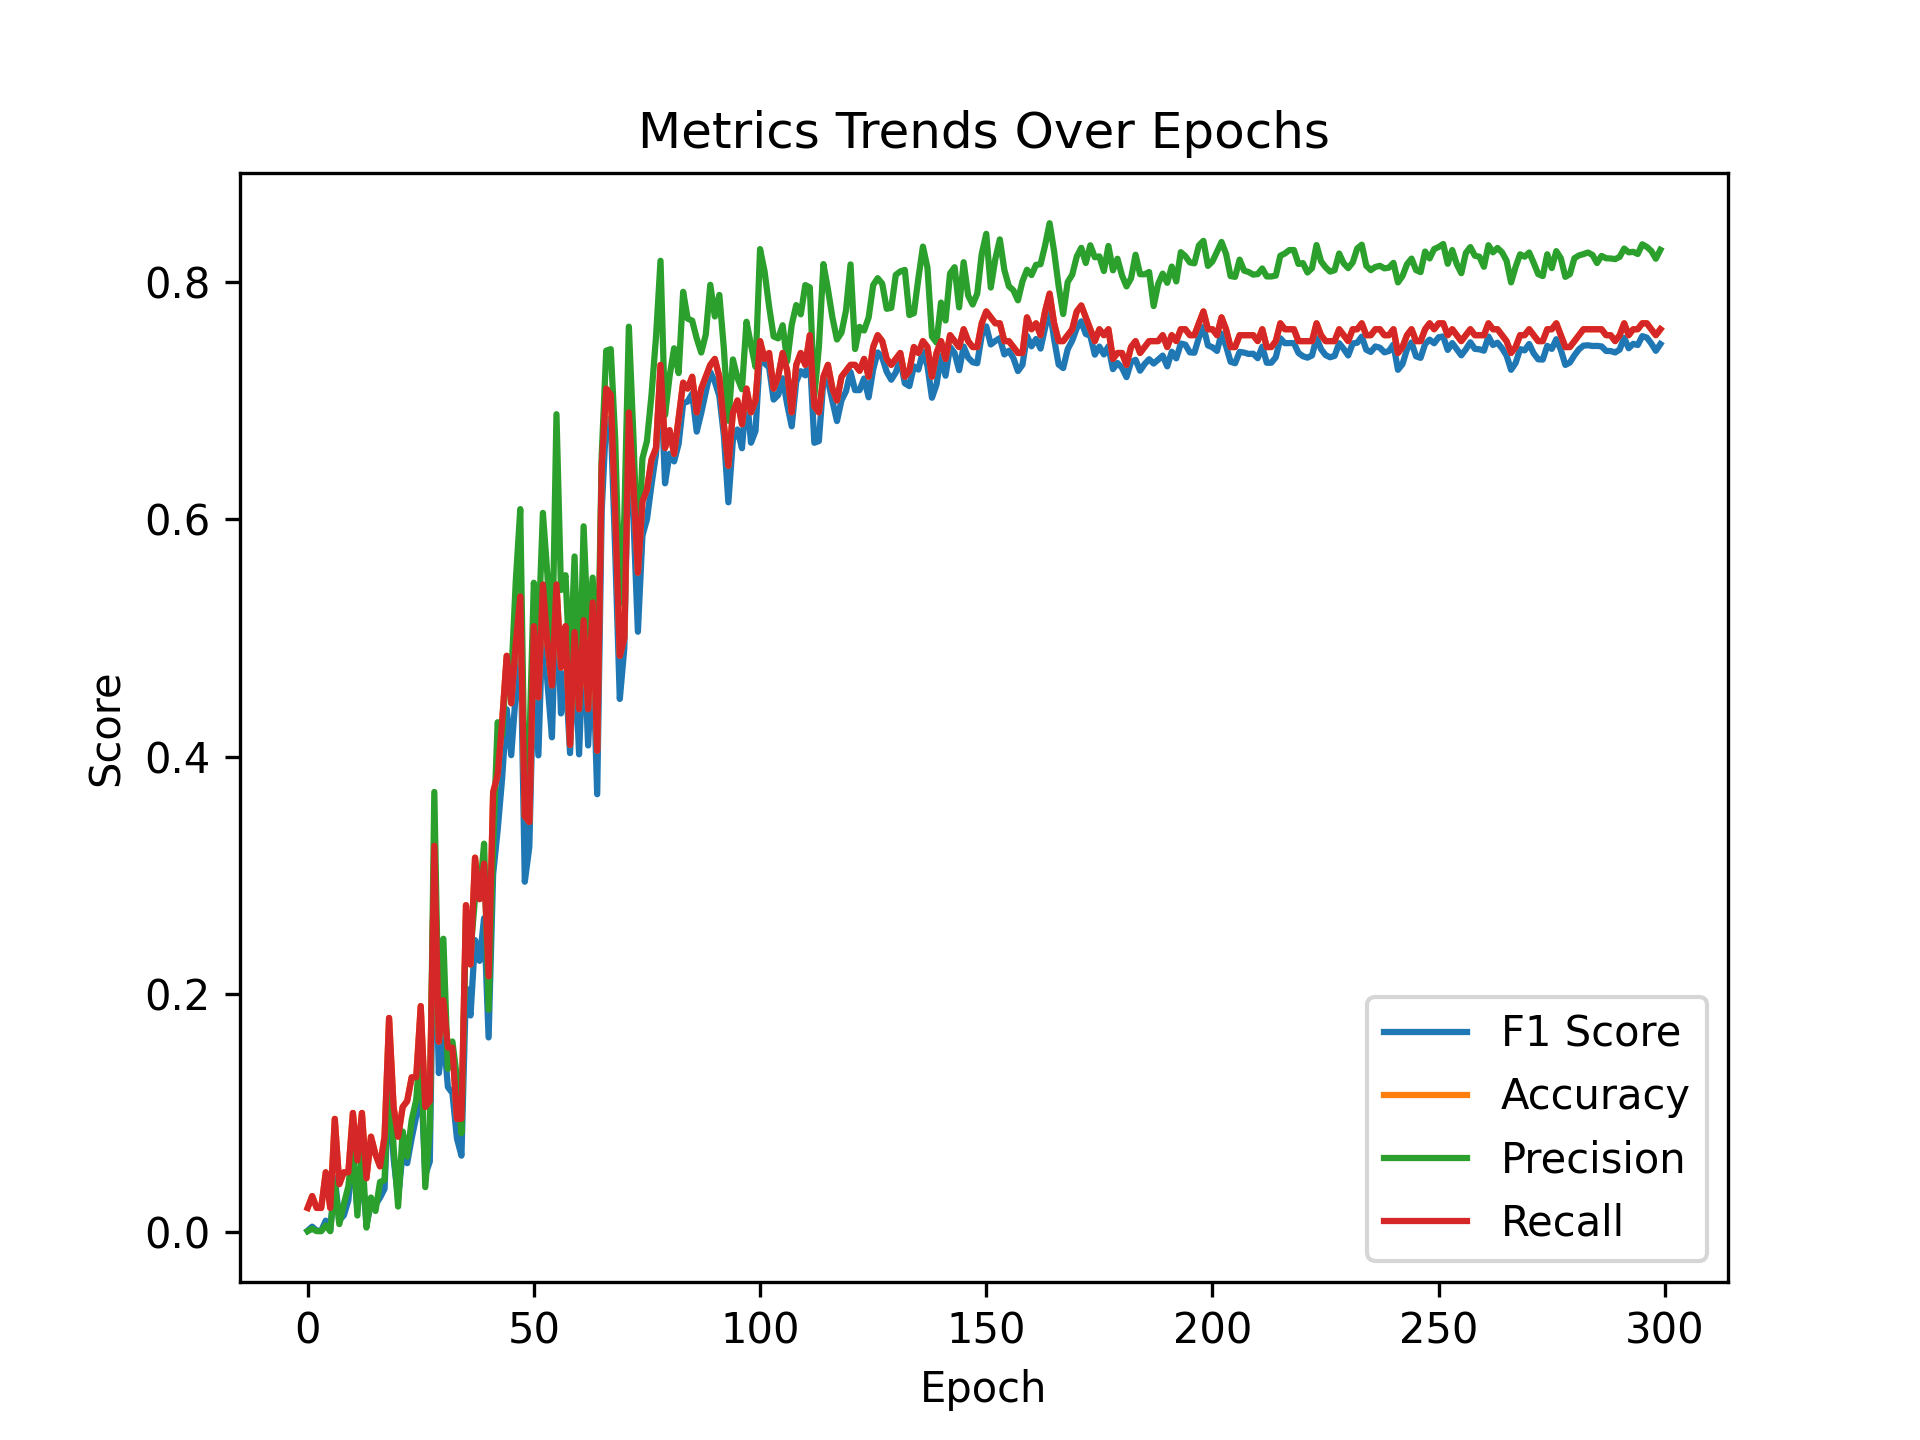 Metrics Trends Over Epochs
Score
0.8
0.6
0.4
0.2
0.0
F1 Score
Accuracy
Precision
Recall
0 50 100 150 200 250 300
Epoch